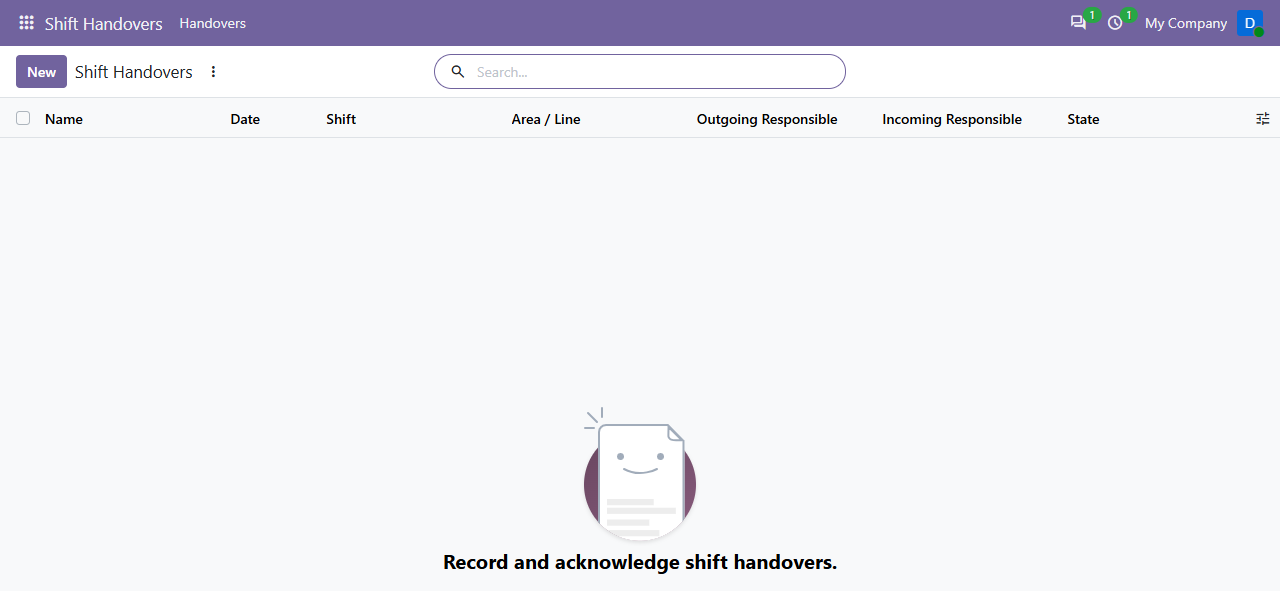 Shift Handovers Handovers 1 1 My Company D
New Shift Handovers Search...
Name Date Shift Area / Line Outgoing Responsible Incoming Responsible State
Record and acknowledge shift handovers.